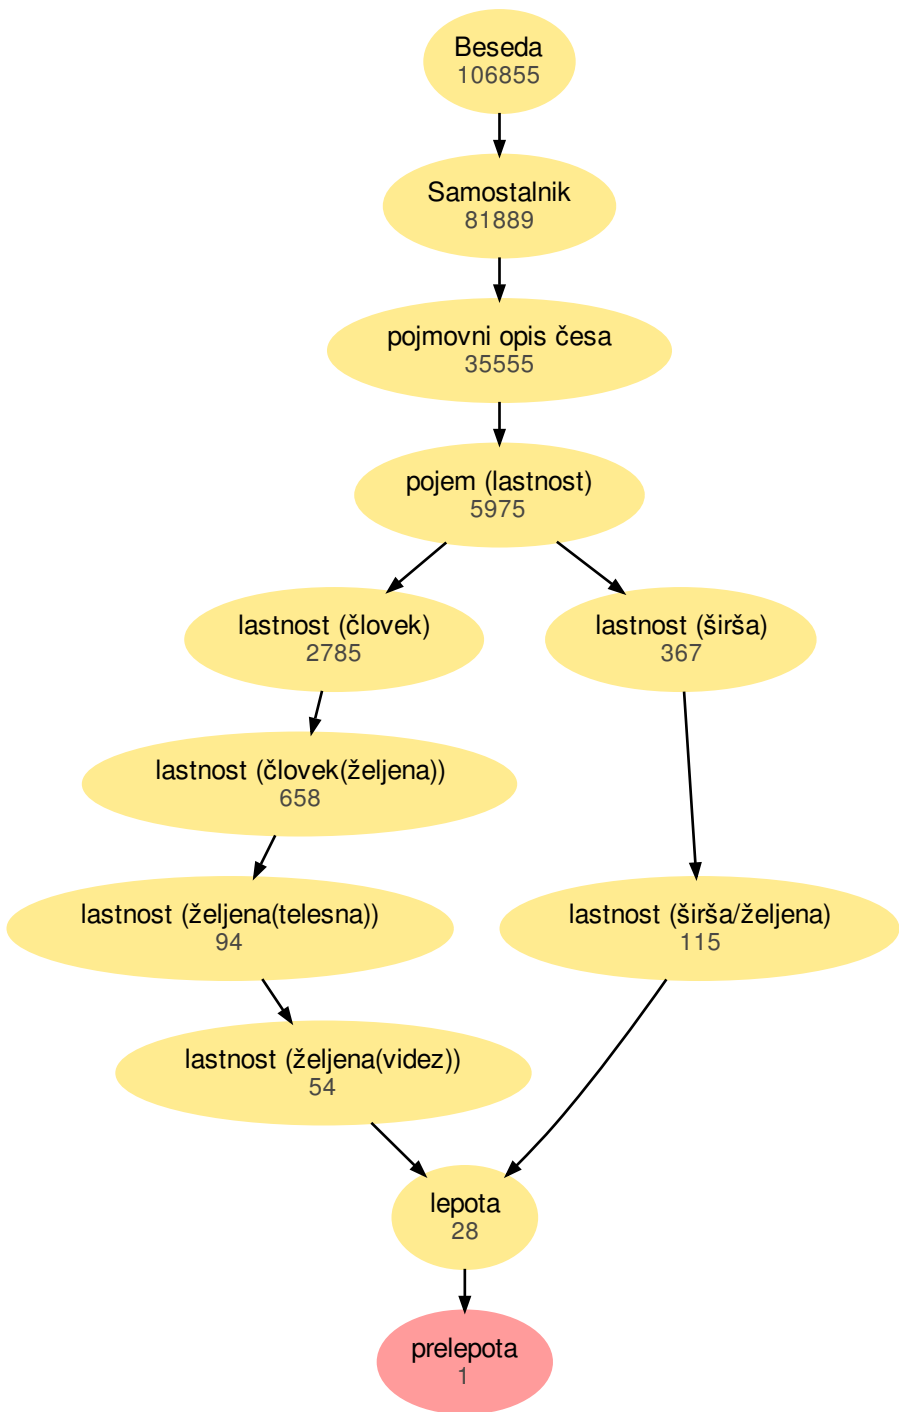 Beseda
106855
Samostalnik
81889
pojmovni opis česa
35555
pojem (lastnost)
5975
lastnost (človek)
2785
lastnost (širša)
367
lastnost (človek(željena))
658
lastnost (željena(telesna))
94
lastnost (širša/željena)
115
lastnost (željena(videz))
54
lepota
28
prelepota
1